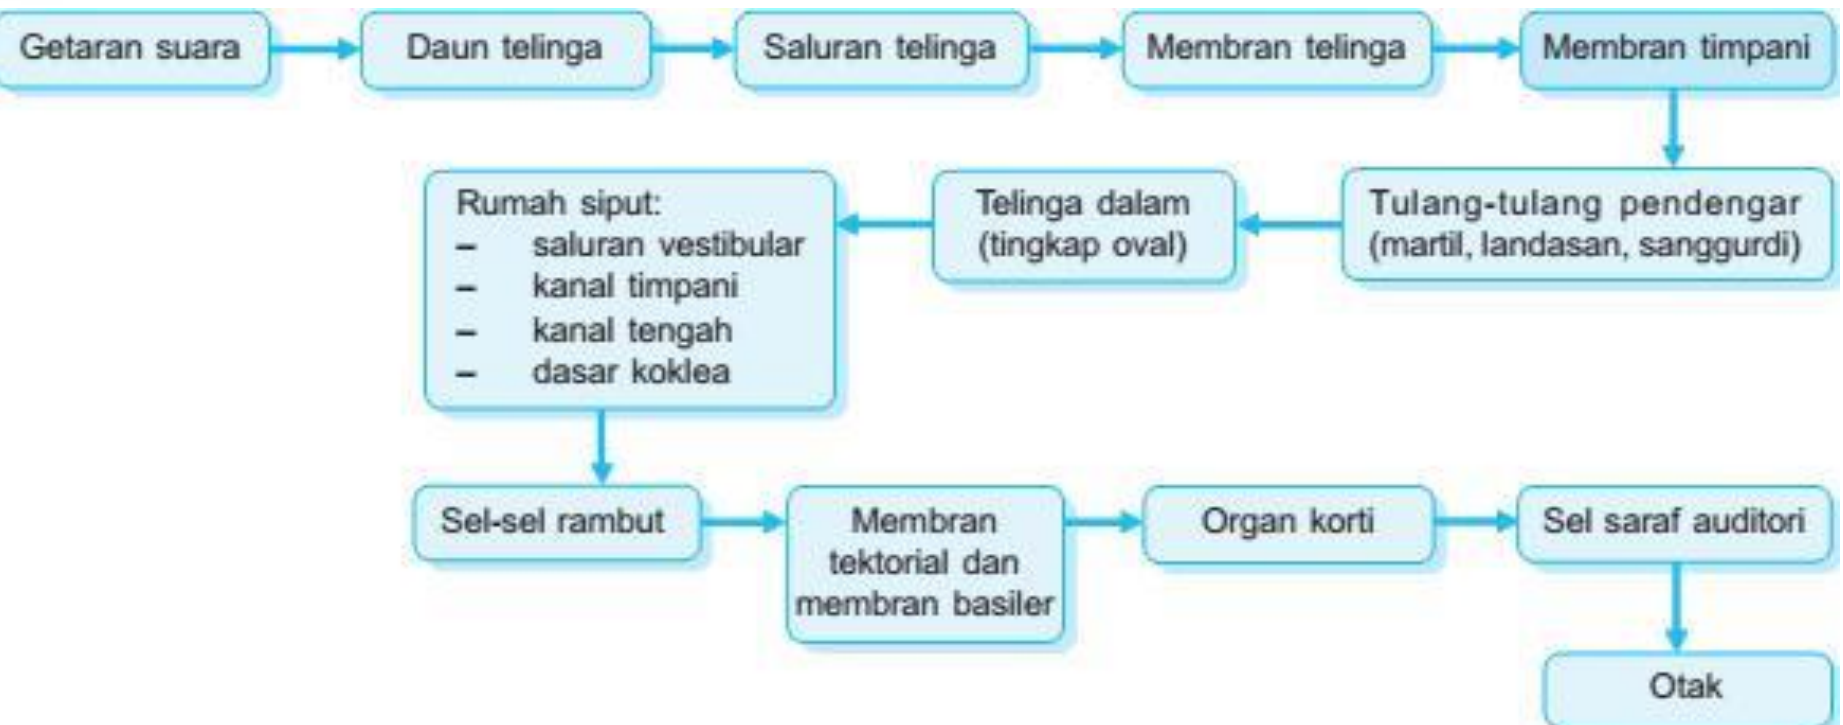 Getaran suara
Daun telinga
Saluran telinga
Membran telinga
Membran timpani
Tulang-tulang pendengar
(martil, landasan, sanggurdi)
Telinga dalam
(tingkap oval)
Rumah siput:
– saluran vestibular
– kanal timpani
– kanal tengah
– dasar koklea
Sel-sel rambut
Membran
tektorial dan
membran basiler
Organ korti
Sel saraf auditori
Otak